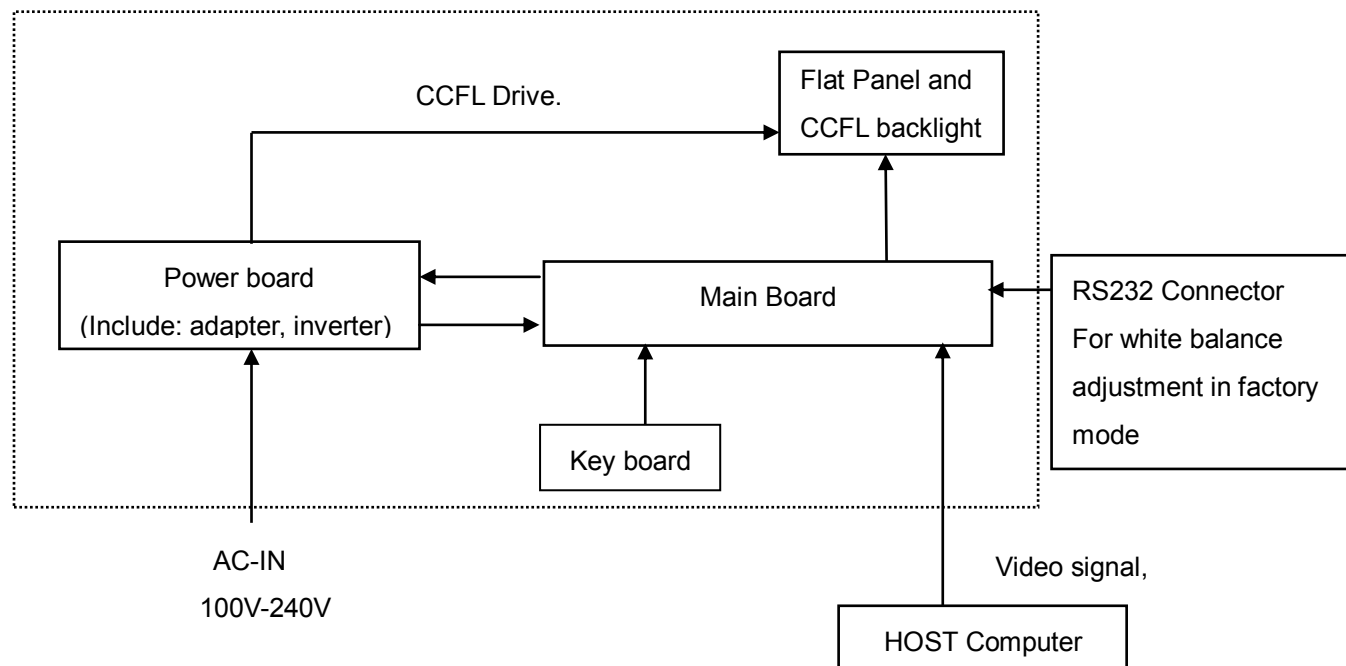 CCFL Drive.
Flat Panel and
CCFL backlight
Power board
(Include: adapter, inverter)
Main Board
RS232 Connector
For white balance
adjustment in factory
mode
Key board
AC-IN
100V-240V
Video signal,
HOST Computer